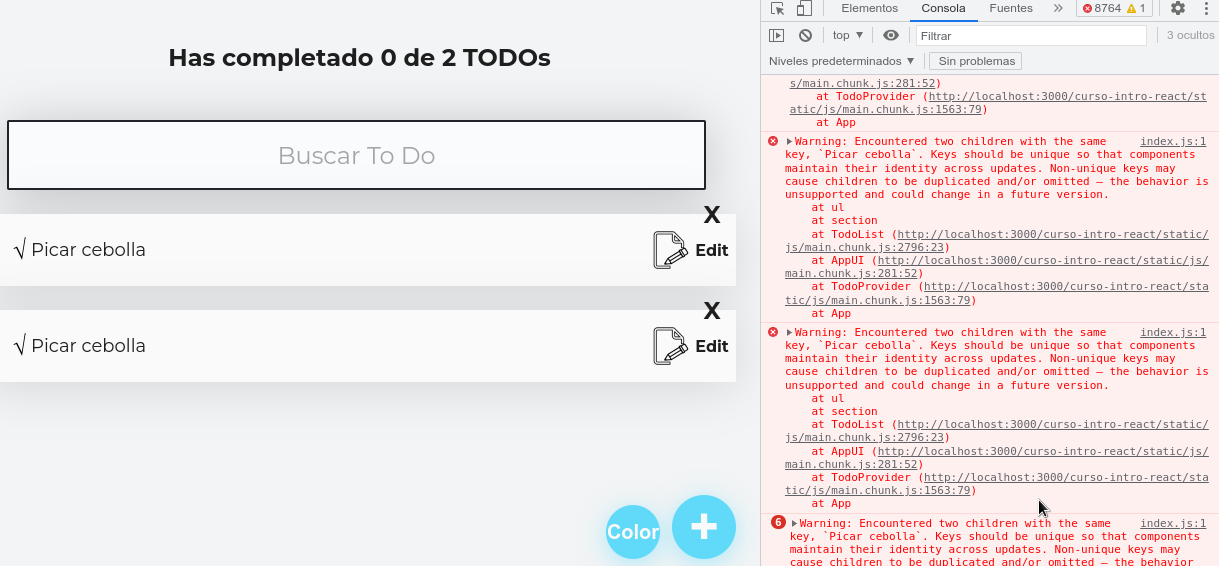 Has completado 0 de 2 TODOs
Buscar To Do
X
√ Picar cebolla
Edit
X
√ Picar cebolla
Edit
Color
+
Elementos Consola Fuentes » 8764 1
top ▼ Filtrar 3 ocultos
Niveles predeterminados ▼ Sin problemas
s/main.chunk.js:281:52)
at TodoProvider (http://localhost:3000/curso-intro-react/st
atic/js/main.chunk.js:1563:79)
at App
▶Warning: Encountered two children with the same index.js:1
key, `Picar cebolla`. Keys should be unique so that components
maintain their identity across updates. Non-unique keys may
cause children to be duplicated and/or omitted — the behavior is
unsupported and could change in a future version.
at ul
at section
at TodoList (http://localhost:3000/curso-intro-react/static/
js/main.chunk.js:2796:23)
at AppUI (http://localhost:3000/curso-intro-react/static/js/
main.chunk.js:281:52)
at TodoProvider (http://localhost:3000/curso-intro-react/sta
tic/js/main.chunk.js:1563:79)
at App
▶Warning: Encountered two children with the same index.js:1
key, `Picar cebolla`. Keys should be unique so that components
maintain their identity across updates. Non-unique keys may
cause children to be duplicated and/or omitted — the behavior is
unsupported and could change in a future version.
at ul
at section
at TodoList (http://localhost:3000/curso-intro-react/static/
js/main.chunk.js:2796:23)
at AppUI (http://localhost:3000/curso-intro-react/static/js/
main.chunk.js:281:52)
at TodoProvider (http://localhost:3000/curso-intro-react/sta
tic/js/main.chunk.js:1563:79)
at App
6 ▶Warning: Encountered two children with the same index.js:1
key, `Picar cebolla`. Keys should be unique so that components
maintain their identity across updates. Non-unique keys may
cause children to be duplicated and/or omitted — the behavior